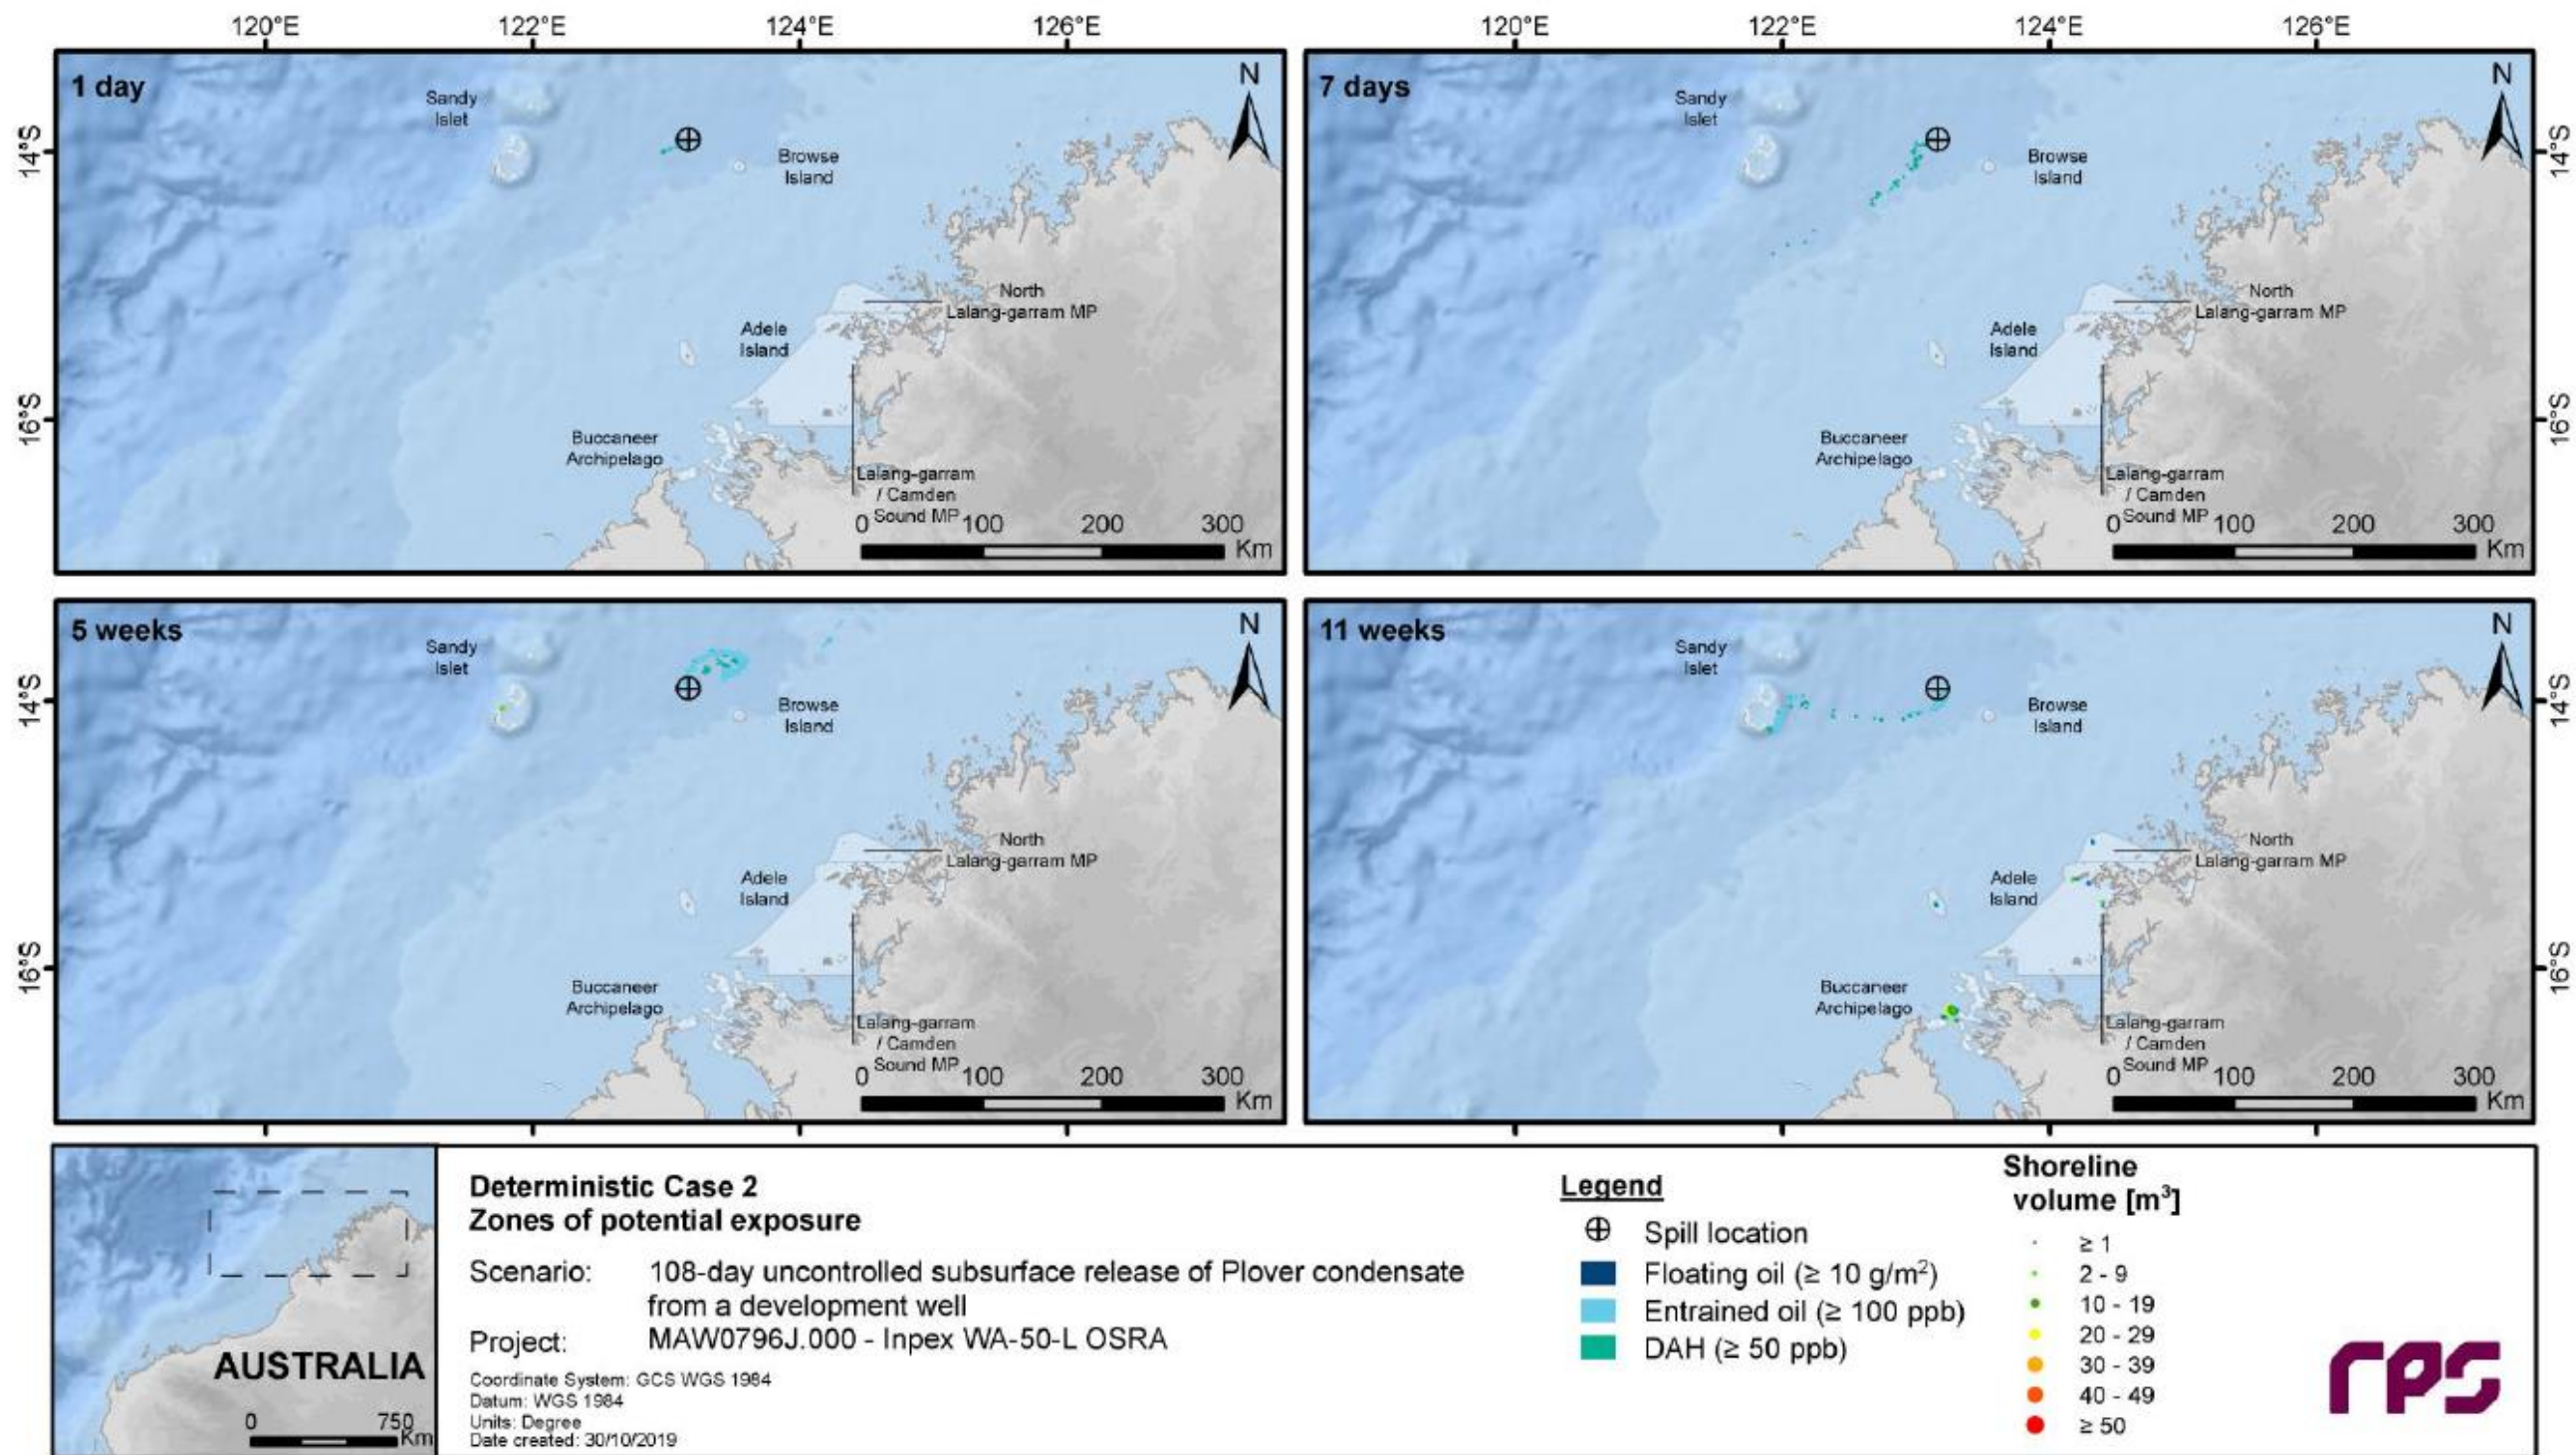 120°E 122°E 124°E 126°E 120°E 122°E 124°E 126°E
1 day
N
14°S
16°S
Sandy
Islet
Browse
Island
North
Lalang-garram MP
Adele
Island
Buccaneer
Archipelago
Lalang-garram
/ Camden
Sound MP
0 100 200 300
Km
7 days
N
14°S
16°S
Sandy
Islet
Browse
Island
North
Lalang-garram MP
Adele
Island
Buccaneer
Archipelago
Lalang-garram
/ Camden
Sound MP
0 100 200 300
Km
5 weeks
N
14°S
16°S
Sandy
Islet
Browse
Island
North
Lalang-garram MP
Adele
Island
Buccaneer
Archipelago
Lalang-garram
/ Camden
Sound MP
0 100 200 300
Km
11 weeks
N
14°S
16°S
Sandy
Islet
Browse
Island
North
Lalang-garram MP
Adele
Island
Buccaneer
Archipelago
Lalang-garram
/ Camden
Sound MP
0 100 200 300
Km
AUSTRALIA
0 750
Km
Deterministic Case 2
Zones of potential exposure
Scenario: 108-day uncontrolled subsurface release of Plover condensate
from a development well
Project: MAW0796J.000 - Inpex WA-50-L OSRA
Coordinate System: GCS WGS 1984
Datum: WGS 1984
Units: Degree
Date created: 30/10/2019
Legend
Spill location
Floating oil (≥ 10 g/m²)
Entrained oil (≥ 100 ppb)
DAH (≥ 50 ppb)
Shoreline
volume [m³]
≥ 1
2 - 9
10 - 19
20 - 29
30 - 39
40 - 49
≥ 50
rps